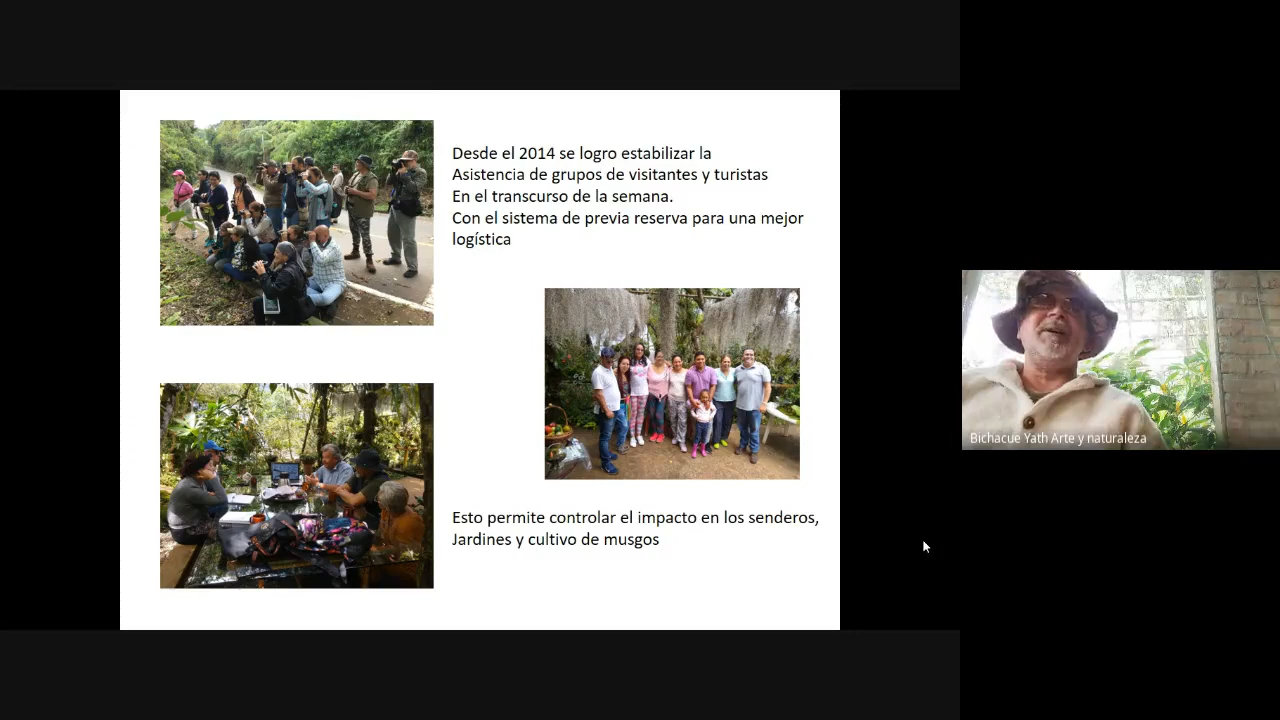 Desde el 2014 se logro estabilizar la
Asistencia de grupos de visitantes y turistas
En el transcurso de la semana.
Con el sistema de previa reserva para una mejor
logística
Esto permite controlar el impacto en los senderos,
Jardines y cultivo de musgos
Bichacue Yath Arte y naturaleza